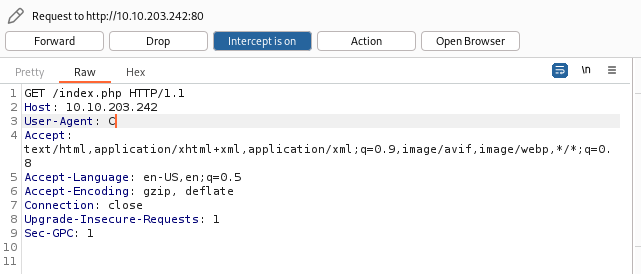 Request to http://10.10.203.242:80
Forward Drop Intercept is on Action Open Browser
Pretty Raw Hex \n
1 GET /index.php HTTP/1.1
2 Host: 10.10.203.242
3 User-Agent: C
4 Accept:
text/html,application/xhtml+xml,application/xml;q=0.9,image/avif,image/webp,*/*;q=0.
8
5 Accept-Language: en-US,en;q=0.5
6 Accept-Encoding: gzip, deflate
7 Connection: close
8 Upgrade-Insecure-Requests: 1
9 Sec-GPC: 1
10
11